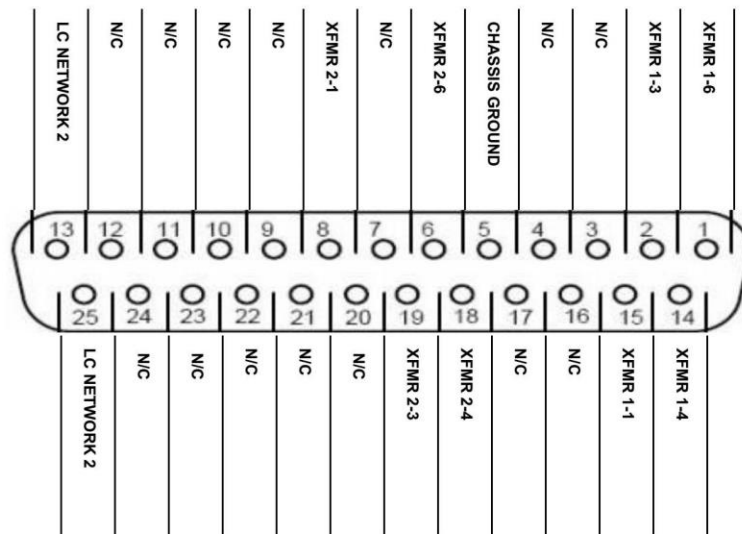 LC NETWORK 2
N/C
N/C
N/C
N/C
XFMR 2-1
N/C
XFMR 2-6
CHASSIS GROUND
N/C
N/C
XFMR 1-3
XFMR 1-6
13 12 11 10 9 8 7 6 5 4 3 2 1
25 24 23 22 21 20 19 18 17 16 15 14
LC NETWORK 2
N/C
N/C
N/C
N/C
N/C
XFMR 2-3
XFMR 2-4
N/C
N/C
XFMR 1-1
XFMR 1-4